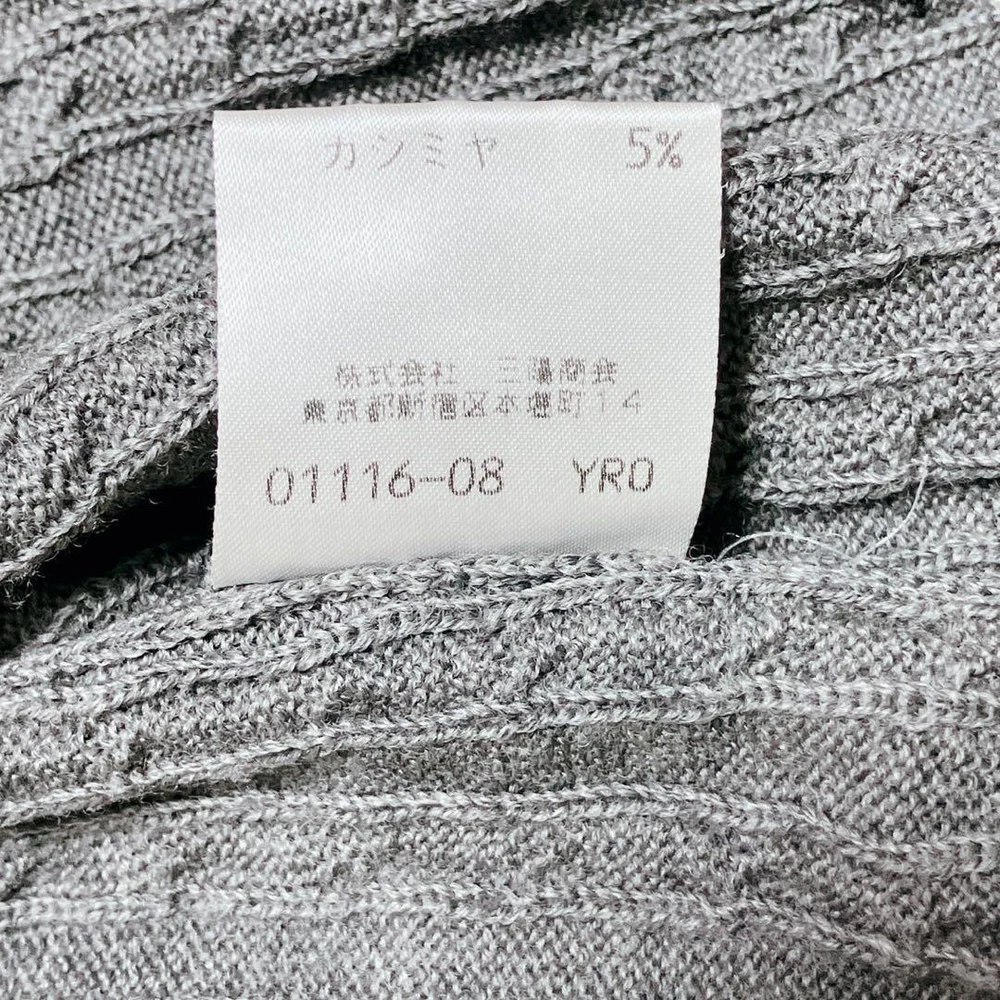 カシミヤ 5%
株式会社 三陽商会
東京都新宿区本塩町14
01116-08 YR0